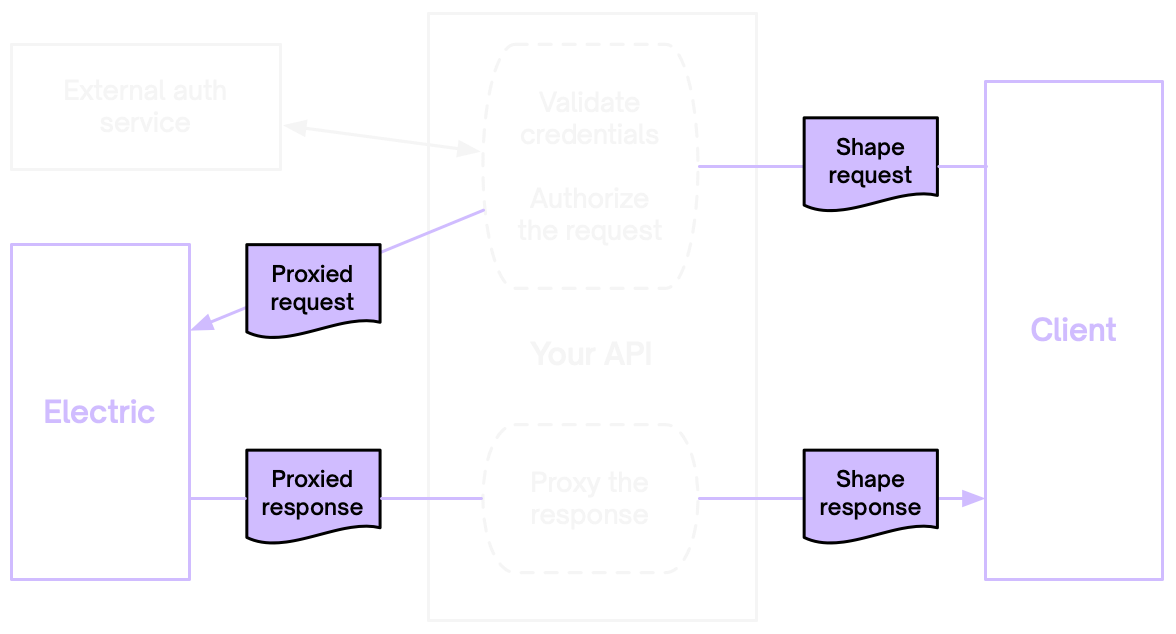 External auth
service
Validate
credentials
Authorize
the request
Shape
request
Proxied
request
Your API
Client
Electric
Proxied
response
Proxy the
response
Shape
response